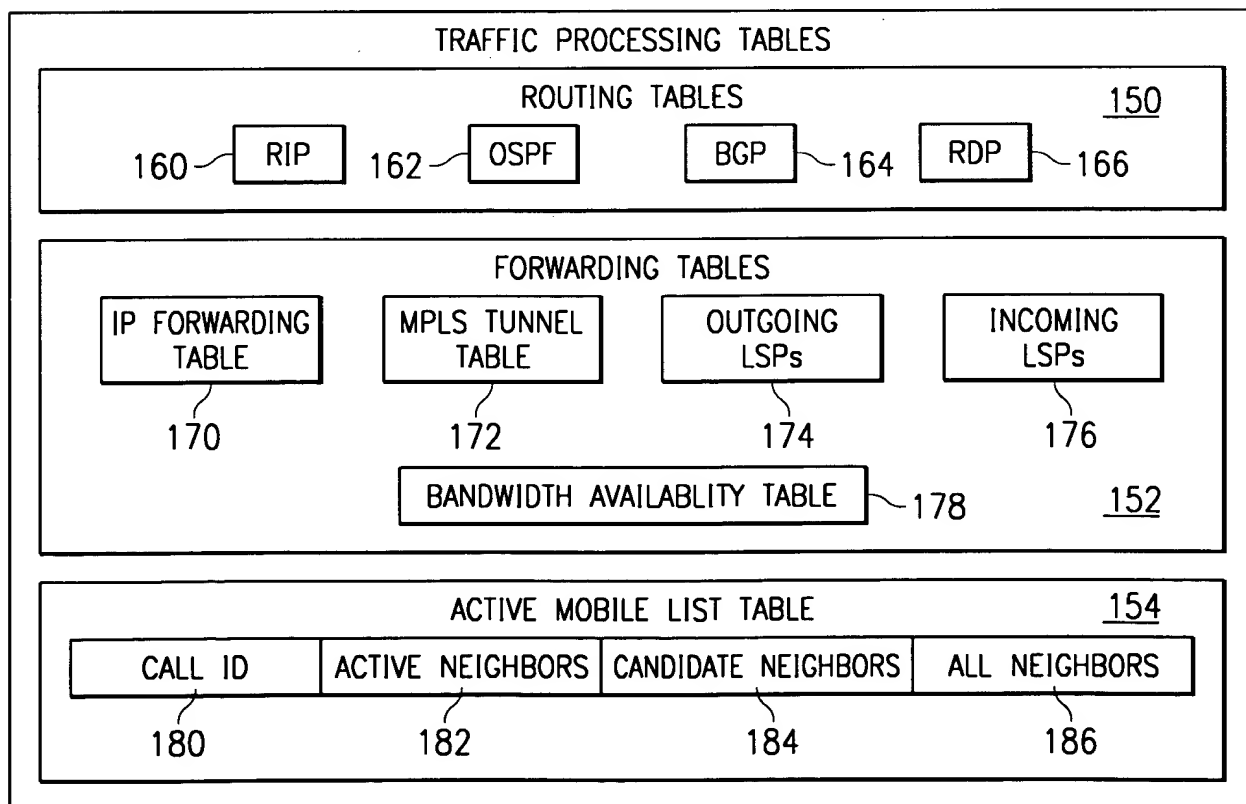 TRAFFIC PROCESSING TABLES
ROUTING TABLES
150
160
RIP
162
OSPF
BGP
164
RDP
166
FORWARDING TABLES
IP FORWARDING
TABLE
MPLS TUNNEL
TABLE
OUTGOING
LSPs
INCOMING
LSPs
170
172
174
176
BANDWIDTH AVAILABLITY TABLE
178
152
ACTIVE MOBILE LIST TABLE
154
CALL ID
ACTIVE NEIGHBORS
CANDIDATE NEIGHBORS
ALL NEIGHBORS
180
182
184
186